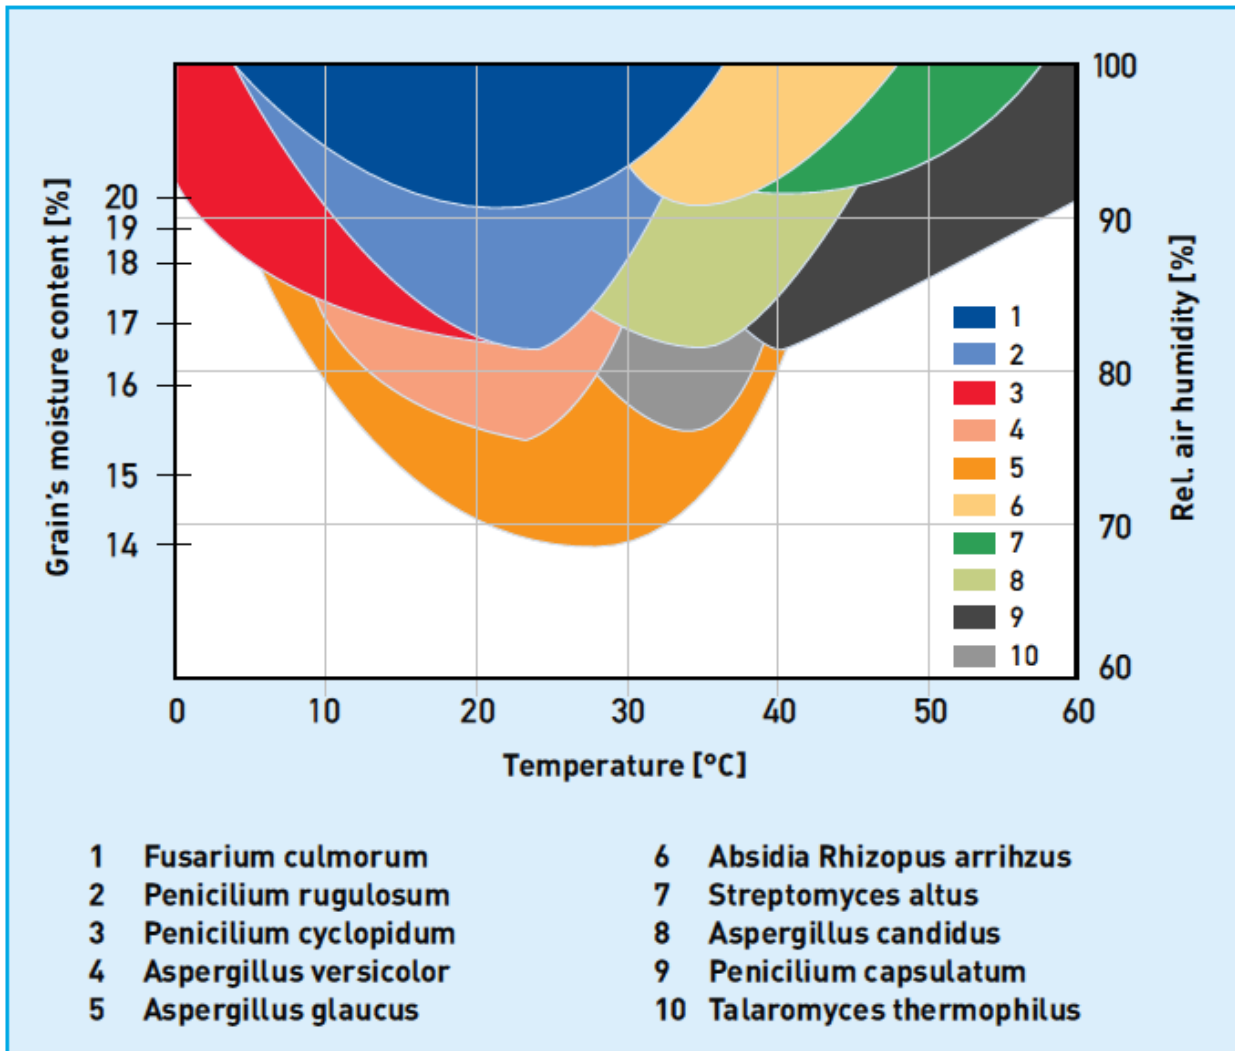 Grain's moisture content [%]
20
19
18
17
16
15
14
100
90
80
70
60
Rel. air humidity [%]
1
2
3
4
5
6
7
8
9
10
0 10 20 30 40 50 60
Temperature [°C]
1 Fusarium culmorum
2 Penicilium rugulosum
3 Penicilium cyclopidum
4 Aspergillus versicolor
5 Aspergillus glaucus
6 Absidia Rhizopus arrihzus
7 Streptomyces altus
8 Aspergillus candidus
9 Penicilium capsulatum
10 Talaromyces thermophilus